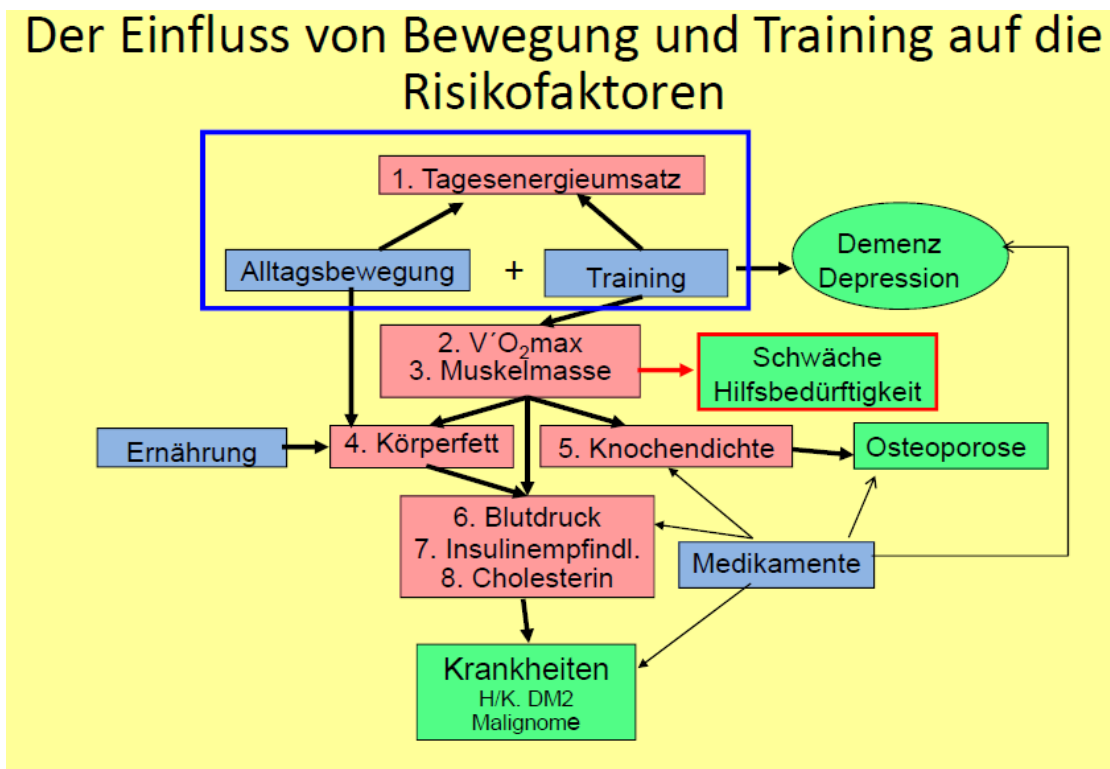 Der Einfluss von Bewegung und Training auf die
Risikofaktoren
1. Tagesenergieumsatz
Alltagsbewegung
+
Training
Demenz
Depression
2. V´O₂max
3. Muskelmasse
Schwäche
Hilfsbedürftigkeit
Ernährung
4. Körperfett
5. Knochendichte
Osteoporose
6. Blutdruck
7. Insulinempfindl.
8. Cholesterin
Medikamente
Krankheiten
H/K. DM2
Malignome